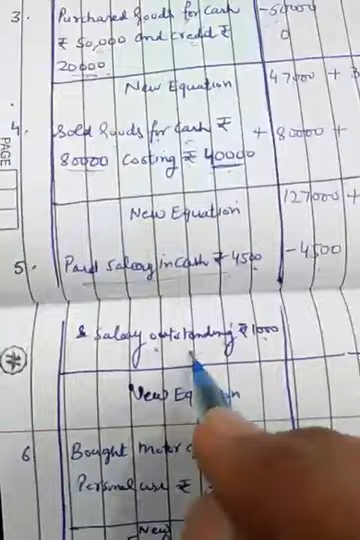 3. Purchased Goods for cash -50000
₹ 50,000 and credit ₹ 0
20000
New Equation 47000 +
4. Sold Goods for cash ₹ + 80000 +
80000 costing ₹ 40000
PAGE
New Equation 127000 +
5. Paid Salary in cash ₹ 4500 -4500
& Salary outstanding ₹ 1000
New
6 Bought Motor
Personal use ₹
New